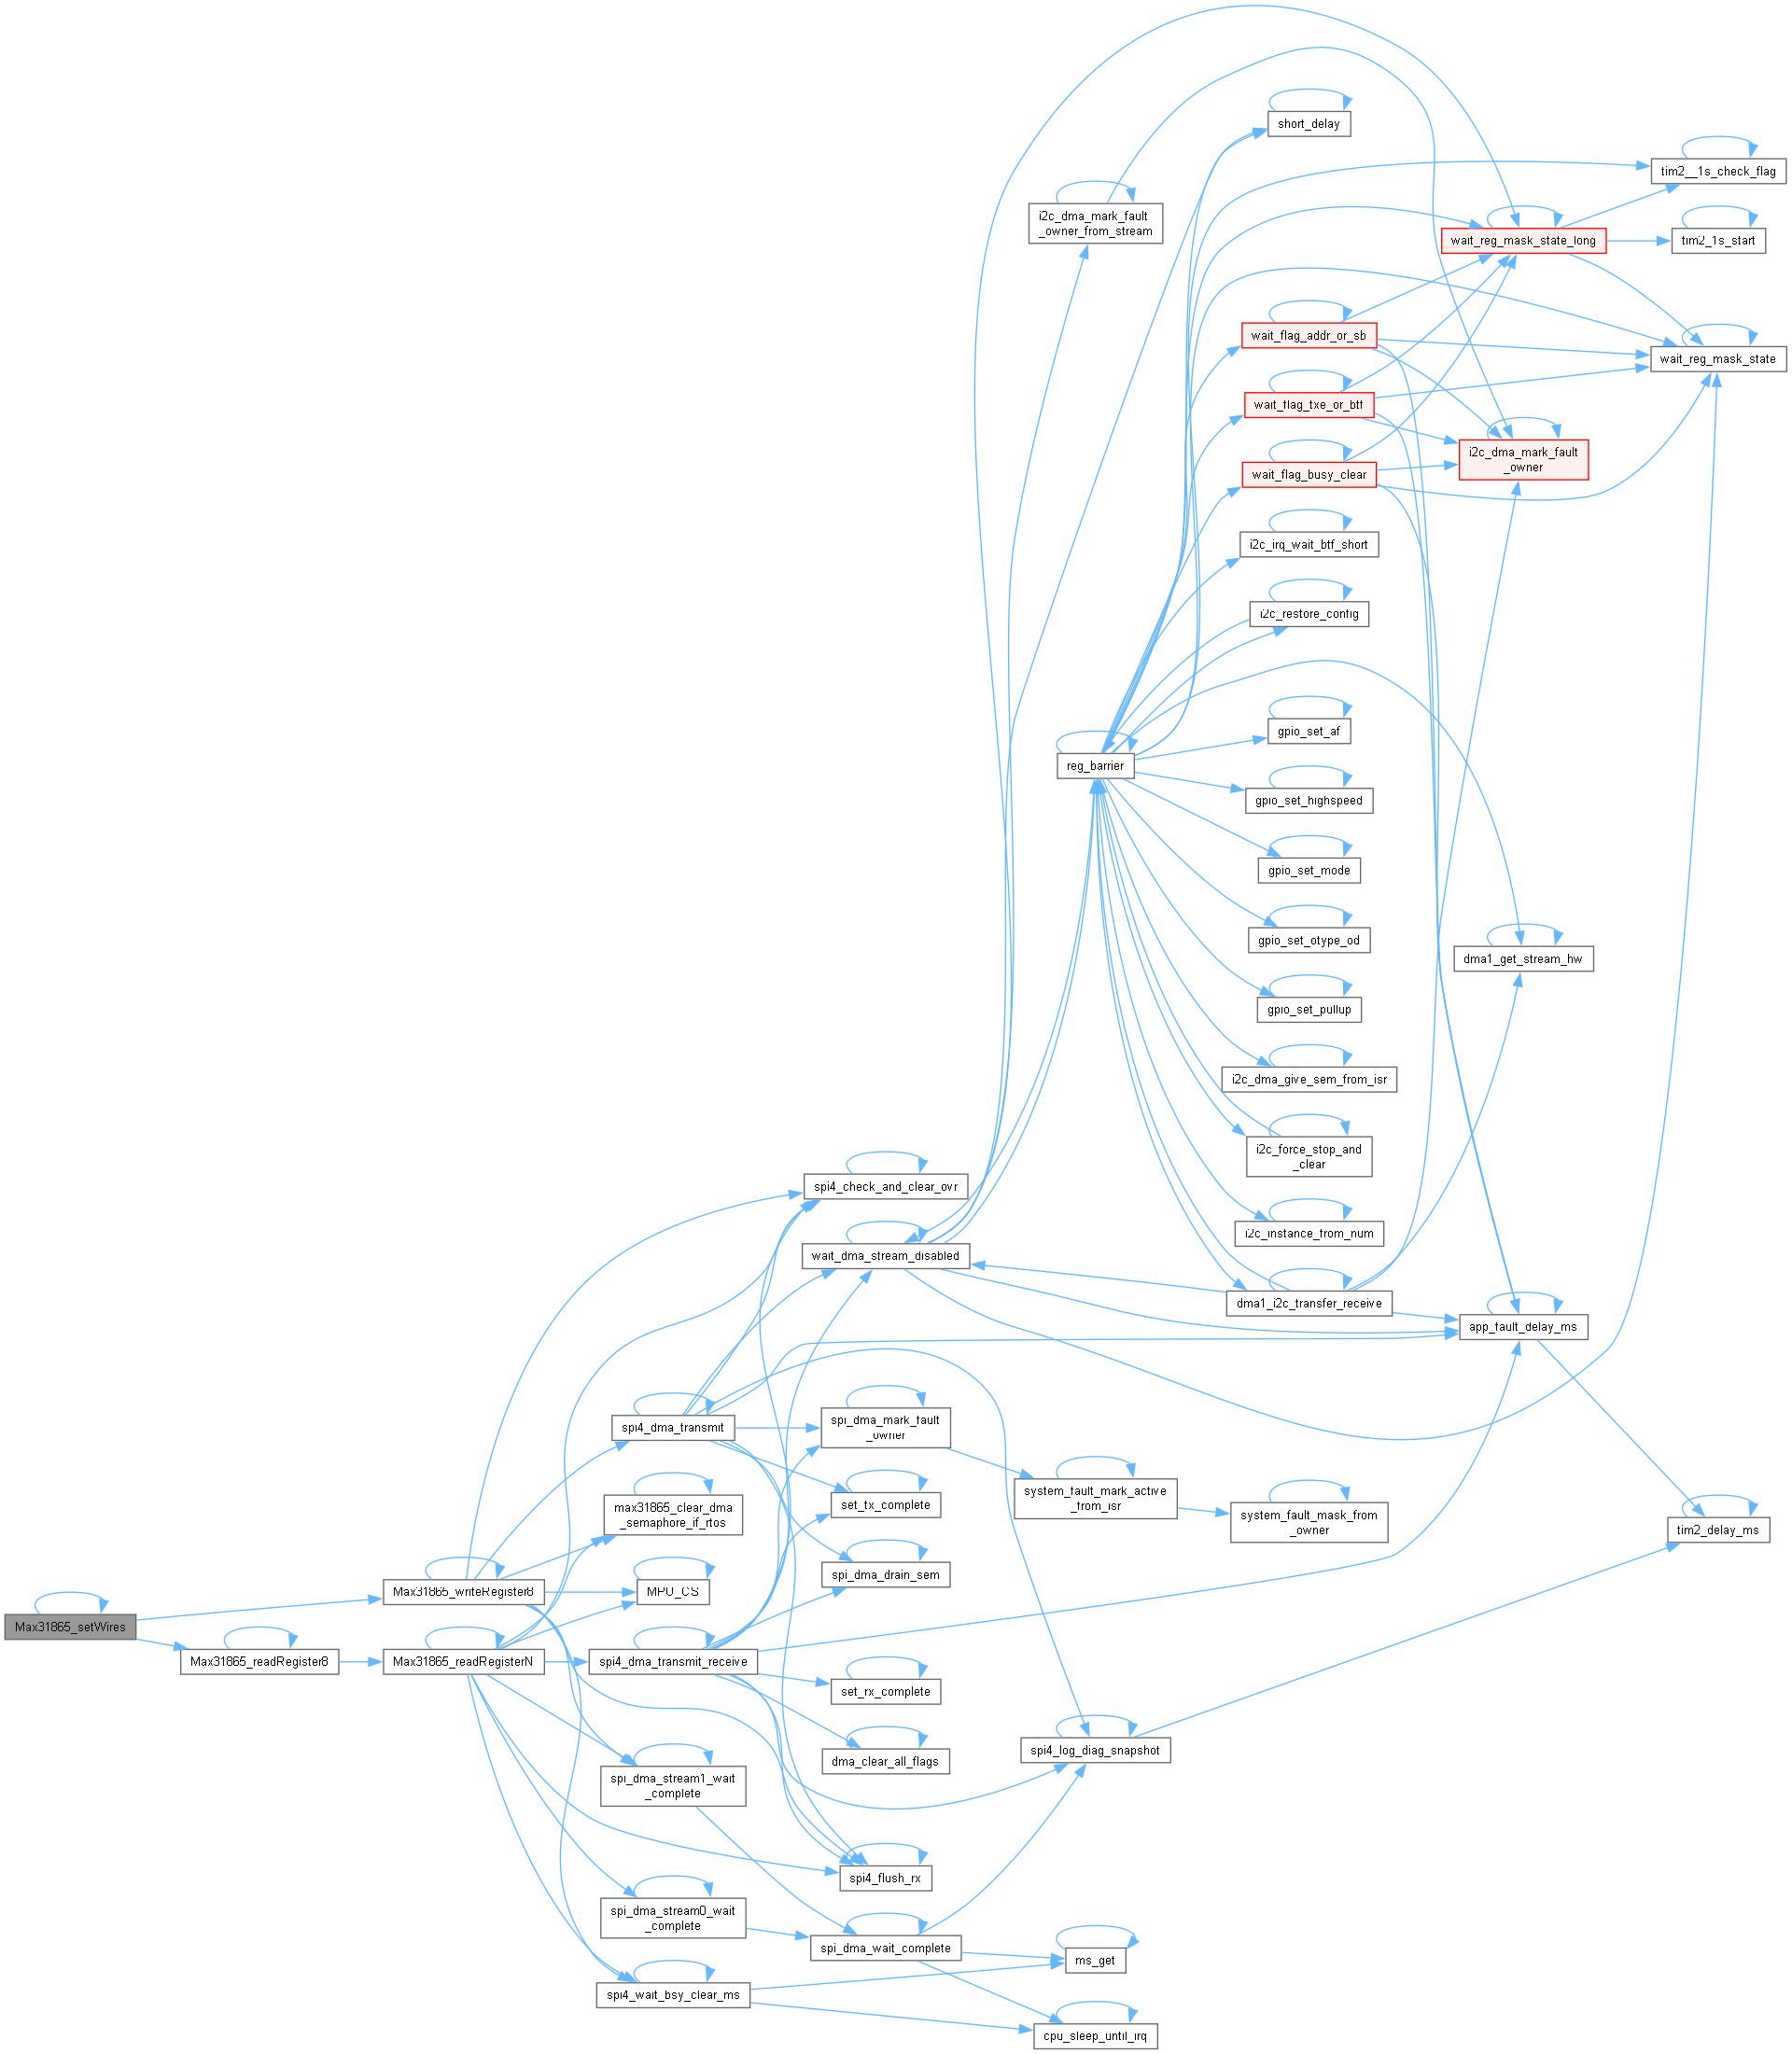 short_delay
tim2__1s_check_flag
i2c_dma_mark_fault
_owner_from_stream
wait_reg_mask_state_long
tim2_1s_start
wait_flag_addr_or_sb
wait_reg_mask_state
wait_flag_txe_or_btf
i2c_dma_mark_fault
_owner
wait_flag_busy_clear
i2c_irq_wait_btf_short
i2c_restore_config
gpio_set_af
reg_barrier
gpio_set_highspeed
gpio_set_mode
gpio_set_otype_od
dma1_get_stream_hw
gpio_set_pullup
i2c_dma_give_sem_from_isr
i2c_force_stop_and
_clear
spi4_check_and_clear_ovr
i2c_instance_from_num
wait_dma_stream_disabled
dma1_i2c_transfer_receive
app_fault_delay_ms
spi4_dma_transmit
spi_dma_mark_fault
_owner
system_fault_mark_active
_from_isr
set_tx_complete
max31865_clear_dma
_semaphore_if_rtos
system_fault_mask_from
_owner
tim2_delay_ms
spi_dma_drain_sem
Max31865_writeRegister8
MPU_CS
Max31865_setWires
Max31865_readRegister8
Max31865_readRegisterN
spi4_dma_transmit_receive
set_rx_complete
spi4_log_diag_snapshot
dma_clear_all_flags
spi_dma_stream1_wait
_complete
spi4_flush_rx
spi_dma_stream0_wait
_complete
spi_dma_wait_complete
ms_get
spi4_wait_bsy_clear_ms
cpu_sleep_until_irq